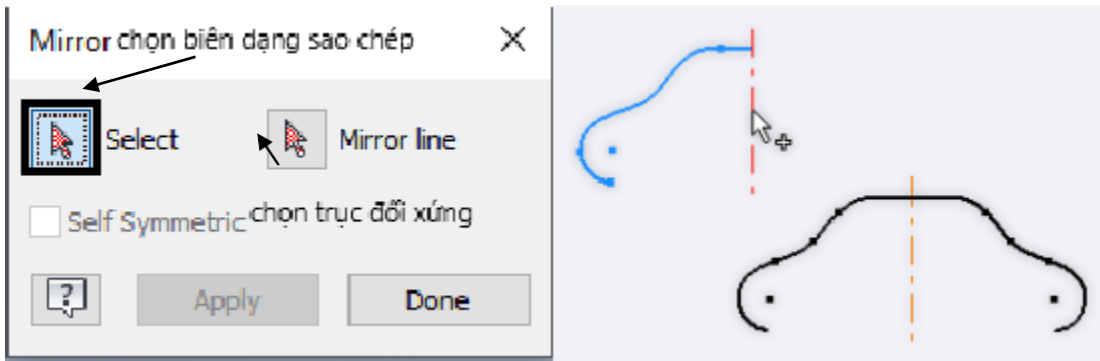 Mirror chọn biên dạng sao chép
Select
Mirror line
Self Symmetric chọn trục đối xứng
Apply
Done